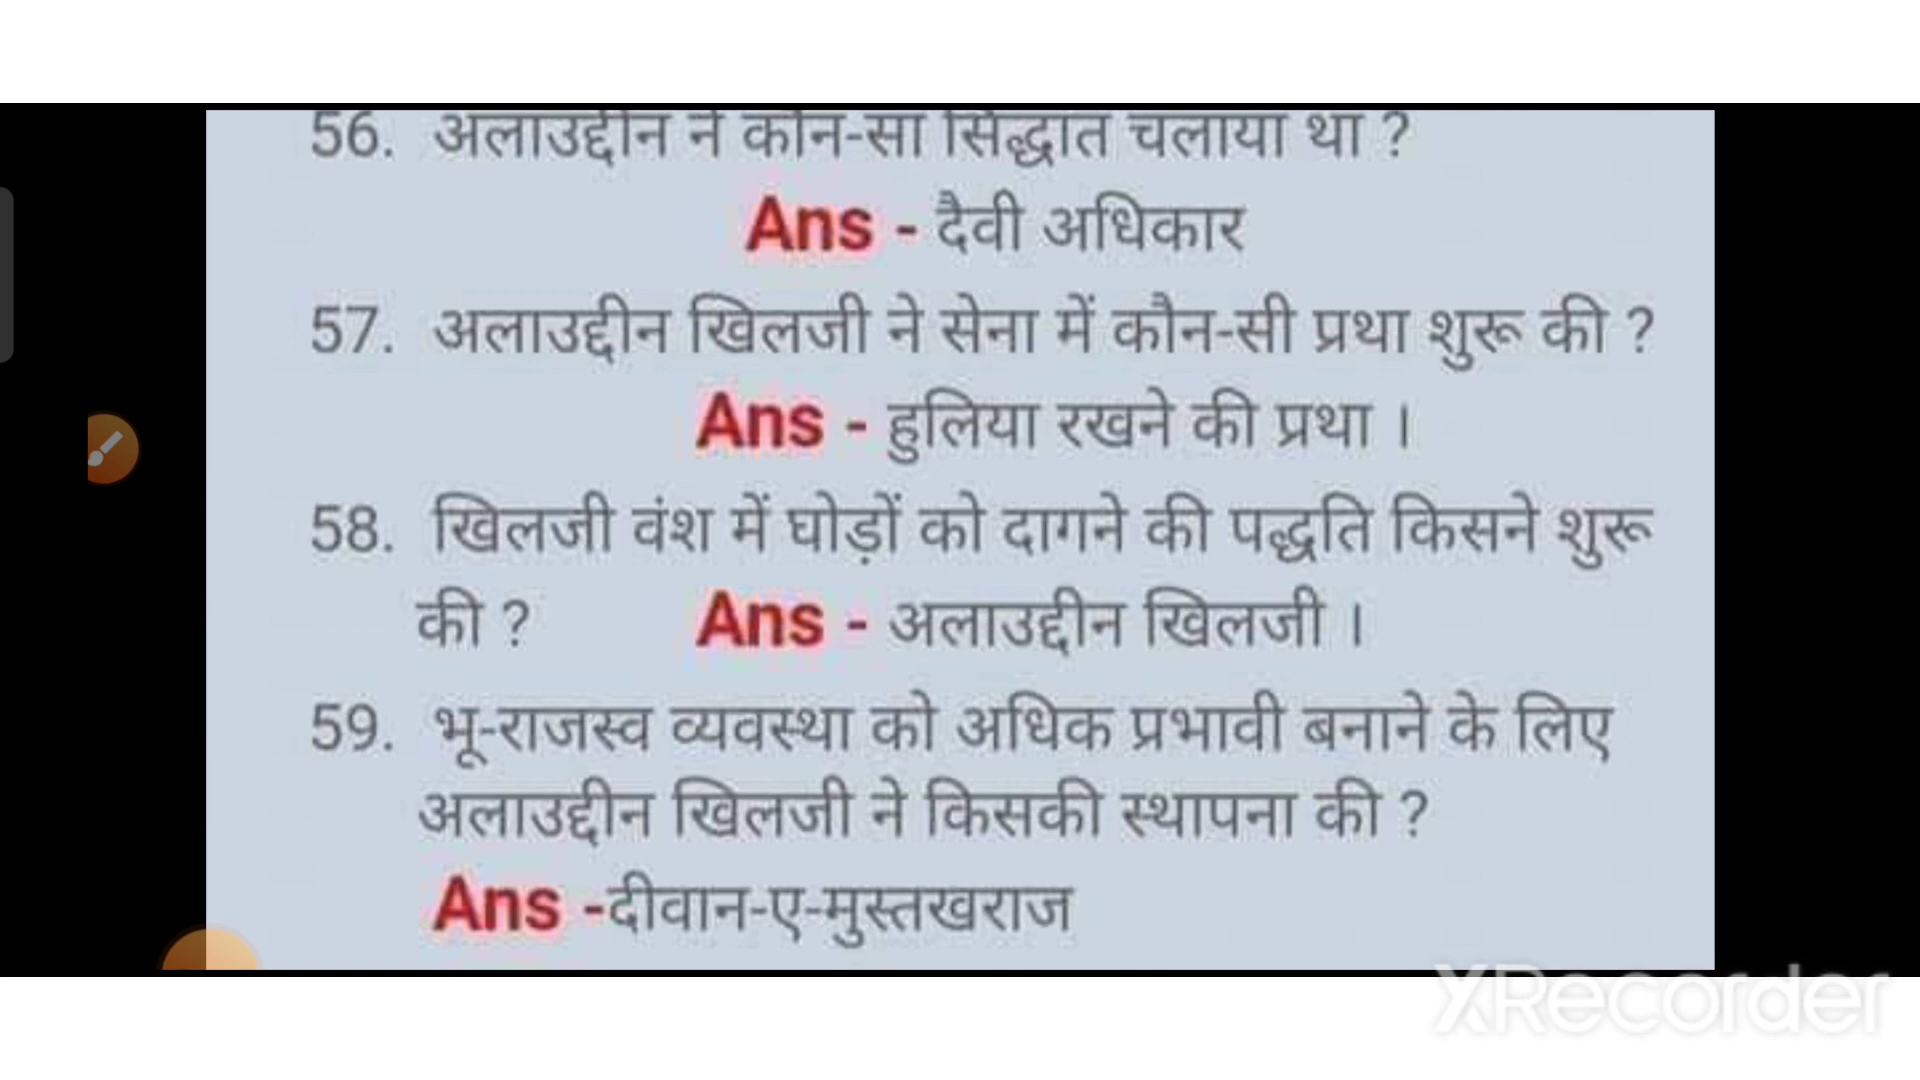 56. अलाउद्दीन ने कौन-सा सिद्धांत चलाया था ?
Ans - दैवी अधिकार
57. अलाउद्दीन खिलजी ने सेना में कौन-सी प्रथा शुरू की ?
Ans - हुलिया रखने की प्रथा ।
58. खिलजी वंश में घोड़ों को दागने की पद्धति किसने शुरू
की ? Ans - अलाउद्दीन खिलजी ।
59. भू-राजस्व व्यवस्था को अधिक प्रभावी बनाने के लिए
अलाउद्दीन खिलजी ने किसकी स्थापना की ?
Ans -दीवान-ए-मुस्तखराज
XRecorder